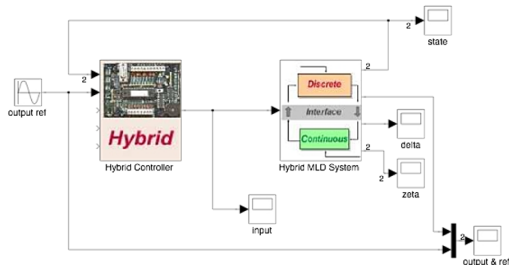 2
state
2
2
output ref
Hybrid
Hybrid Controller
Discrete
Interface
Continuous
Hybrid MLD System
delta
2
2
zeta
input
2
output & ref